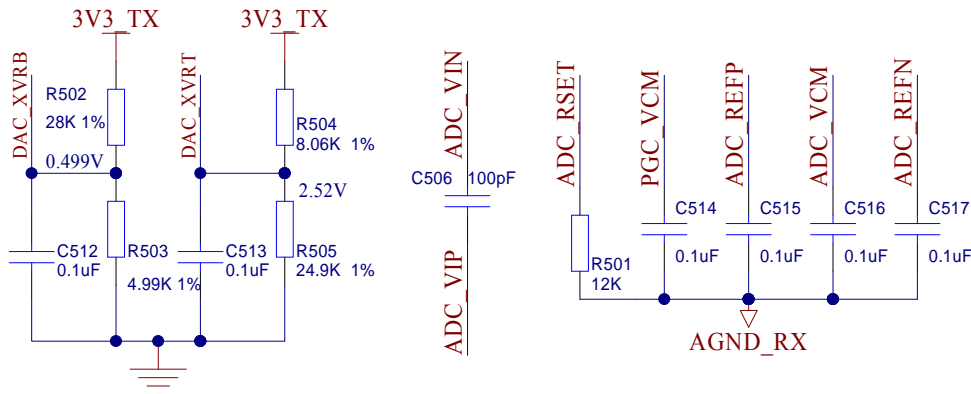 3V3_TX
3V3_TX
DAC_XVRB
R502
28K 1%
0.499V
DAC_XVRT
R504
8.06K 1%
2.52V
C512
0.1uF
R503
4.99K 1%
C513
0.1uF
R505
24.9K 1%
ADC_VIN
C506 100pF
ADC_VIP
ADC_RSET
PGC_VCM
ADC_REFP
ADC_VCM
ADC_REFN
C514
0.1uF
C515
0.1uF
C516
0.1uF
C517
0.1uF
R501
12K
AGND_RX